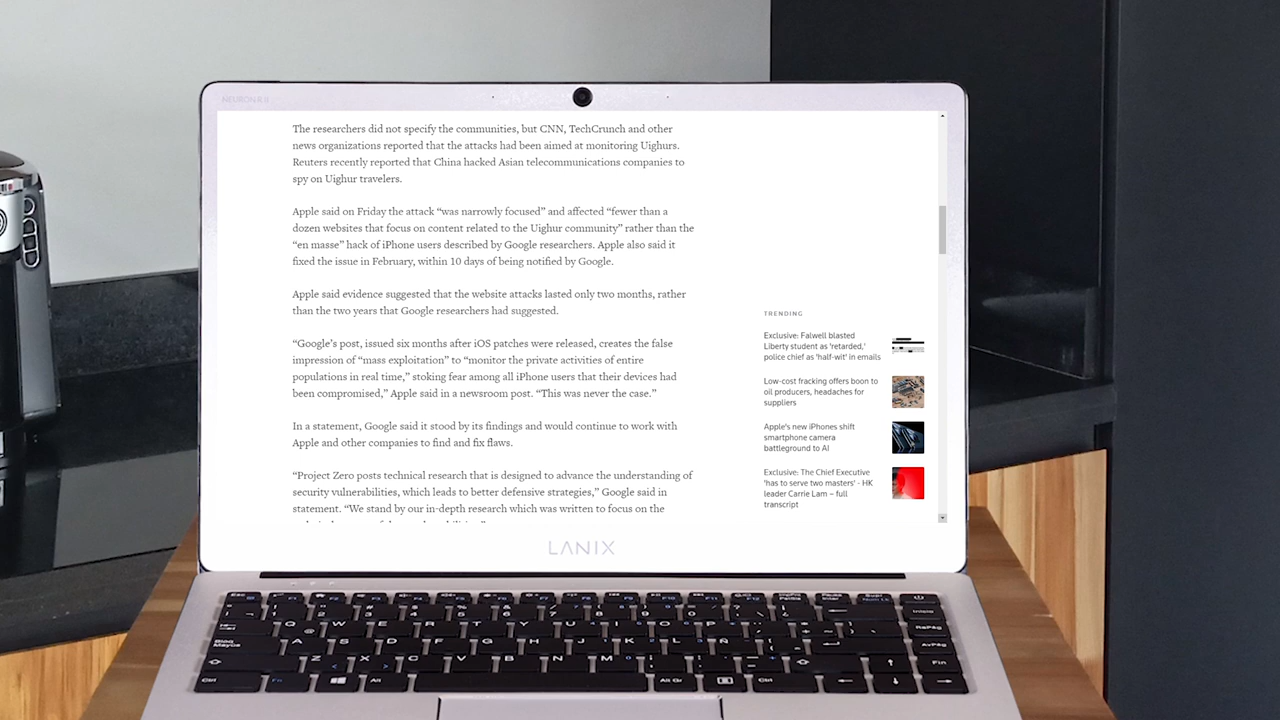 NEURON
The researchers did not specify the communities, but CNN, TechCrunch and other
news organizations reported that the attacks had been aimed at monitoring Uighurs.
Reuters recently reported that China hacked Asian telecommunications companies to
spy on Uighur travelers.
Apple said on Friday the attack “was narrowly focused” and affected “fewer than a
dozen websites that focus on content related to the Uighur community” rather than the
“en masse” hack of iPhone users described by Google researchers. Apple also said it
fixed the issue in February, within 10 days of being notified by Google.
Apple said evidence suggested that the website attacks lasted only two months, rather
than the two years that Google researchers had suggested.
“Google’s post, issued six months after iOS patches were released, creates the false
impression of “mass exploitation” to “monitor the private activities of entire
populations in real time,” stoking fear among all iPhone users that their devices had
been compromised,” Apple said in a newsroom post. “This was never the case.”
In a statement, Google said it stood by its findings and would continue to work with
Apple and other companies to find and fix flaws.
“Project Zero posts technical research that is designed to advance the understanding of
security vulnerabilities, which leads to better defensive strategies,” Google said in
statement. “We stand by our in-depth research which was written to focus on the
TRENDING
Exclusive: Falwell blasted
Liberty student as 'retarded,'
police chief as 'half-wit' in emails
Low-cost fracking offers boon to
oil producers, headaches for
suppliers
Apple's new iPhones shift
smartphone camera
battleground to AI
Exclusive: The Chief Executive
'has to serve two masters' - HK
leader Carrie Lam – full
transcript
LANIX
Inicio
Q W E R T Y U I O P
RePág
Bloq
Mayús
A S D F G H J K L Ñ
AvPág
Z X C V B N M
Fin
Ctrl Fn Alt Alt Gr Ctrl